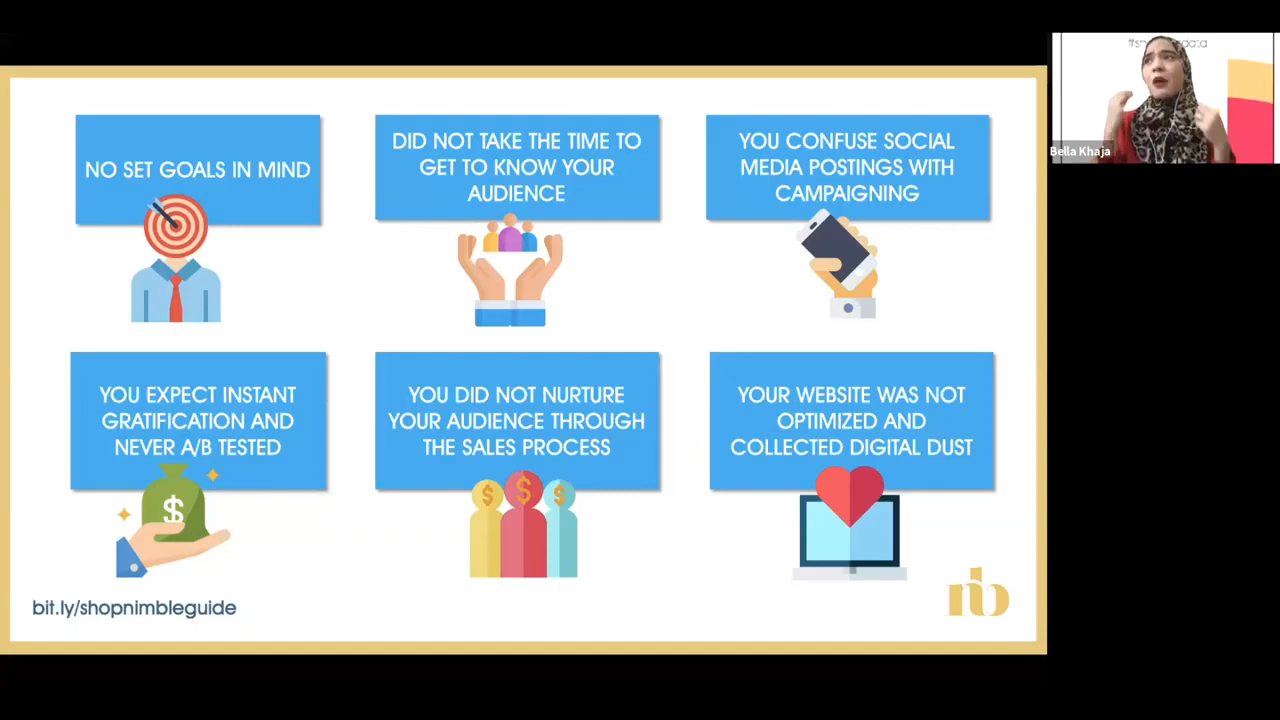 NO SET GOALS IN MIND
DID NOT TAKE THE TIME TO
GET TO KNOW YOUR
AUDIENCE
YOU CONFUSE SOCIAL
MEDIA POSTINGS WITH
CAMPAIGNING
Bella Khaja
YOU EXPECT INSTANT
GRATIFICATION AND
NEVER A/B TESTED
$
YOU DID NOT NURTURE
YOUR AUDIENCE THROUGH
THE SALES PROCESS
$ $ $
YOUR WEBSITE WAS NOT
OPTIMIZED AND
COLLECTED DIGITAL DUST
bit.ly/shopnimbleguide
nb